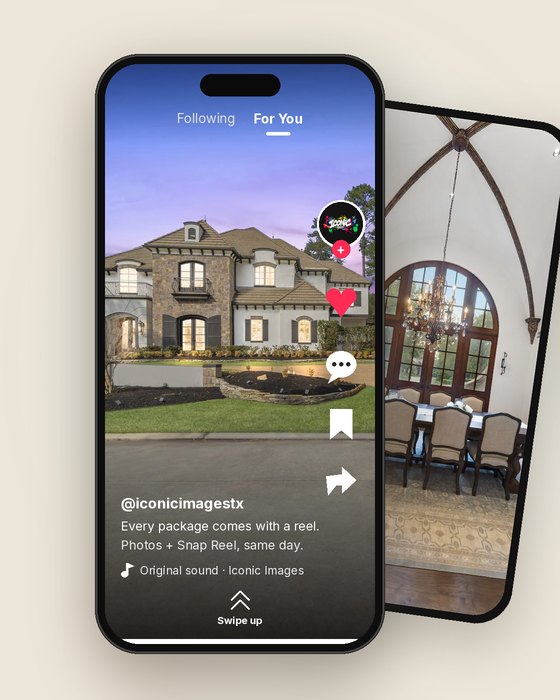 Following For You
ICONIC
@iconicimagestx
Every package comes with a reel.
Photos + Snap Reel, same day.
Original sound · Iconic Images
Swipe up